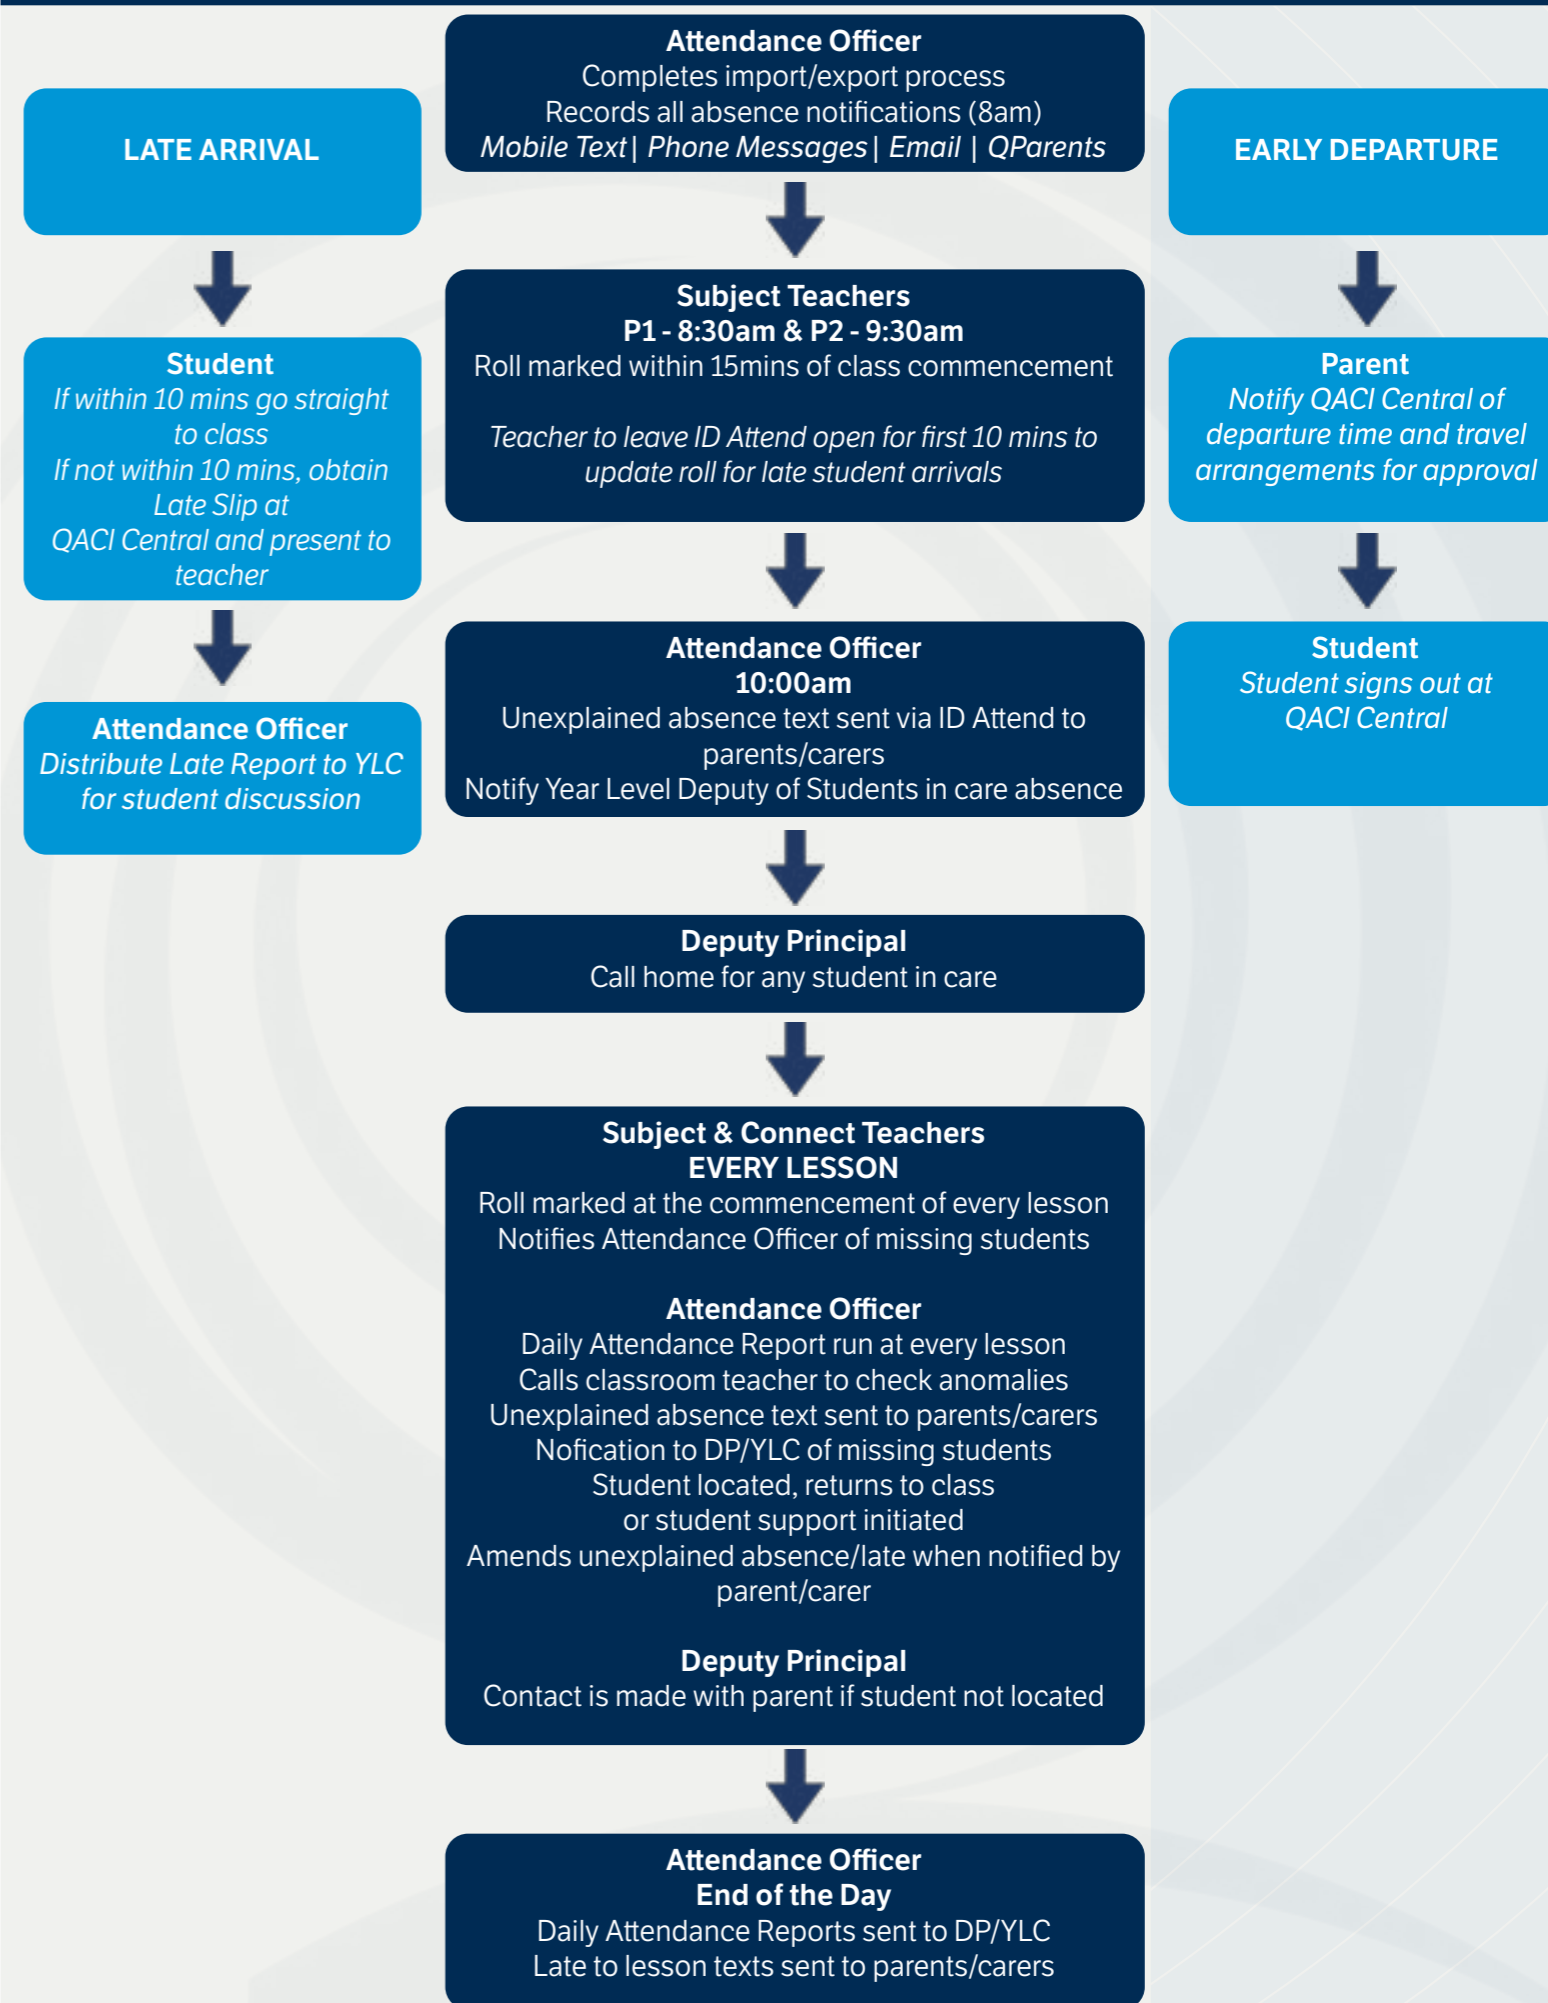 LATE ARRIVAL
Student
If within 10 mins go straight
to class
If not within 10 mins, obtain
Late Slip at
QACI Central and present to
teacher
Attendance Officer
Distribute Late Report to YLC
for student discussion
Attendance Officer
Completes import/export process
Records all absence notifications (8am)
Mobile Text| Phone Messages| Email | QParents
Subject Teachers
P1 - 8:30am & P2 - 9:30am
Roll marked within 15mins of class commencement
Teacher to leave ID Attend open for first 10 mins to
update roll for late student arrivals
Attendance Officer
10:00am
Unexplained absence text sent via ID Attend to
parents/carers
Notify Year Level Deputy of Students in care absence
Deputy Principal
Call home for any student in care
Subject & Connect Teachers
EVERY LESSON
Roll marked at the commencement of every lesson
Notifies Attendance Officer of missing students
Attendance Officer
Daily Attendance Report run at every lesson
Calls classroom teacher to check anomalies
Unexplained absence text sent to parents/carers
Nofication to DP/YLC of missing students
Student located, returns to class
or student support initiated
Amends unexplained absence/late when notified by
parent/carer
Deputy Principal
Contact is made with parent if student not located
Attendance Officer
End of the Day
Daily Attendance Reports sent to DP/YLC
Late to lesson texts sent to parents/carers
EARLY DEPARTURE
Parent
Notify QACI Central of
departure time and travel
arrangements for approval
Student
Student signs out at
QACI Central